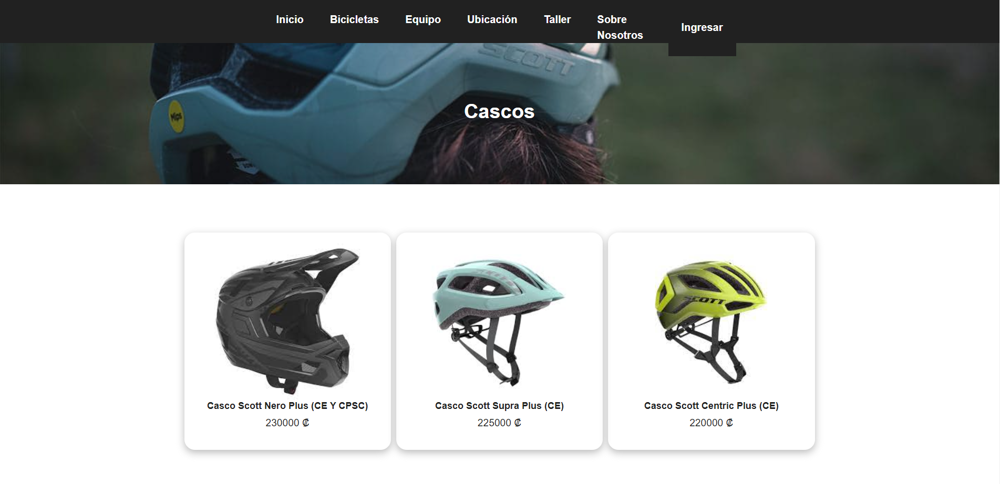 Inicio Bicicletas Equipo Ubicación Taller Sobre Nosotros Ingresar
SCOTT
Mips
Cascos
SCOTT
Casco Scott Nero Plus (CE Y CPSC)
230000 ₡
Casco Scott Supra Plus (CE)
225000 ₡
Casco Scott Centric Plus (CE)
220000 ₡